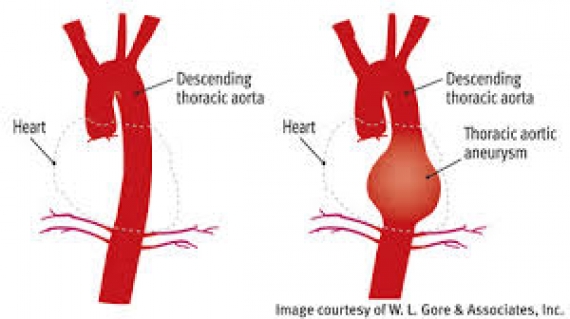 Descending
thoracic aorta
Heart
Descending
thoracic aorta
Heart
Thoracic aortic
aneurysm
Image courtesy of W. L. Gore & Associates, Inc.